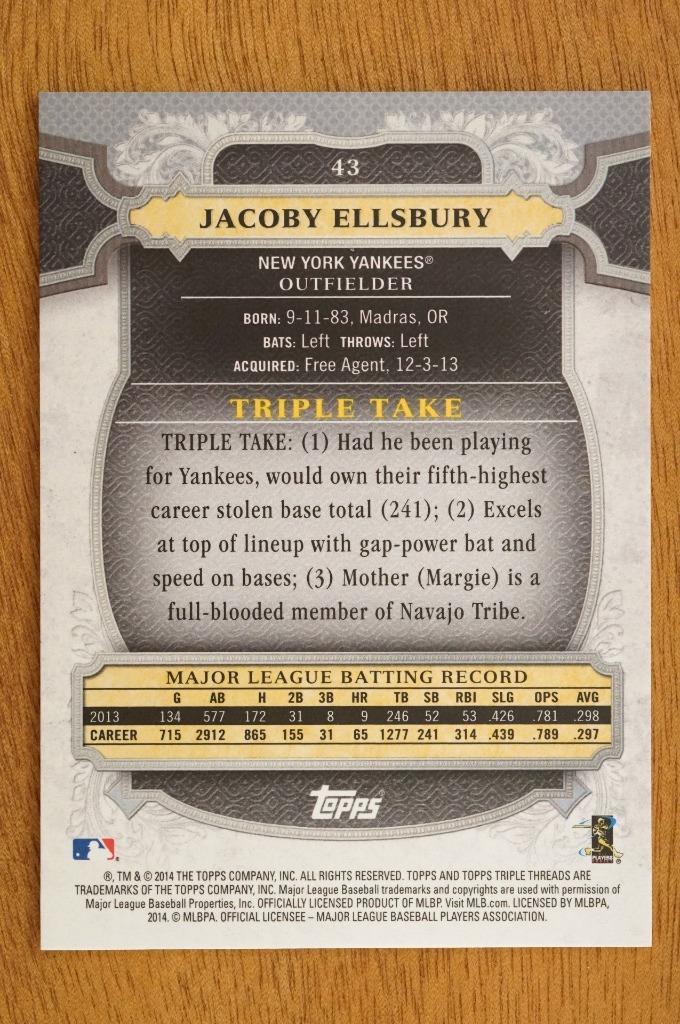 43
JACOBY ELLSBURY
NEW YORK YANKEES®
OUTFIELDER
BORN: 9-11-83, Madras, OR
BATS: Left THROWS: Left
ACQUIRED: Free Agent, 12-3-13
TRIPLE TAKE
TRIPLE TAKE: (1) Had he been playing
for Yankees, would own their fifth-highest
career stolen base total (241); (2) Excels
at top of lineup with gap-power bat and
speed on bases; (3) Mother (Margie) is a
full-blooded member of Navajo Tribe.
MAJOR LEAGUE BATTING RECORD
G AB H 2B 3B HR TB SB RBI SLG OPS AVG
2013 134 577 172 31 8 9 246 52 53 .426 .781 .298
CAREER 715 2912 865 155 31 65 1277 241 314 .439 .789 .297
topps®
PLAYERS
®, TM & © 2014 THE TOPPS COMPANY, INC. ALL RIGHTS RESERVED. TOPPS AND TOPPS TRIPLE THREADS ARE
TRADEMARKS OF THE TOPPS COMPANY, INC. Major League Baseball trademarks and copyrights are used with permission of
Major League Baseball Properties, Inc. OFFICIALLY LICENSED PRODUCT OF MLBP. Visit MLB.com. LICENSED BY MLBPA,
2014. © MLBPA. OFFICIAL LICENSEE – MAJOR LEAGUE BASEBALL PLAYERS ASSOCIATION.